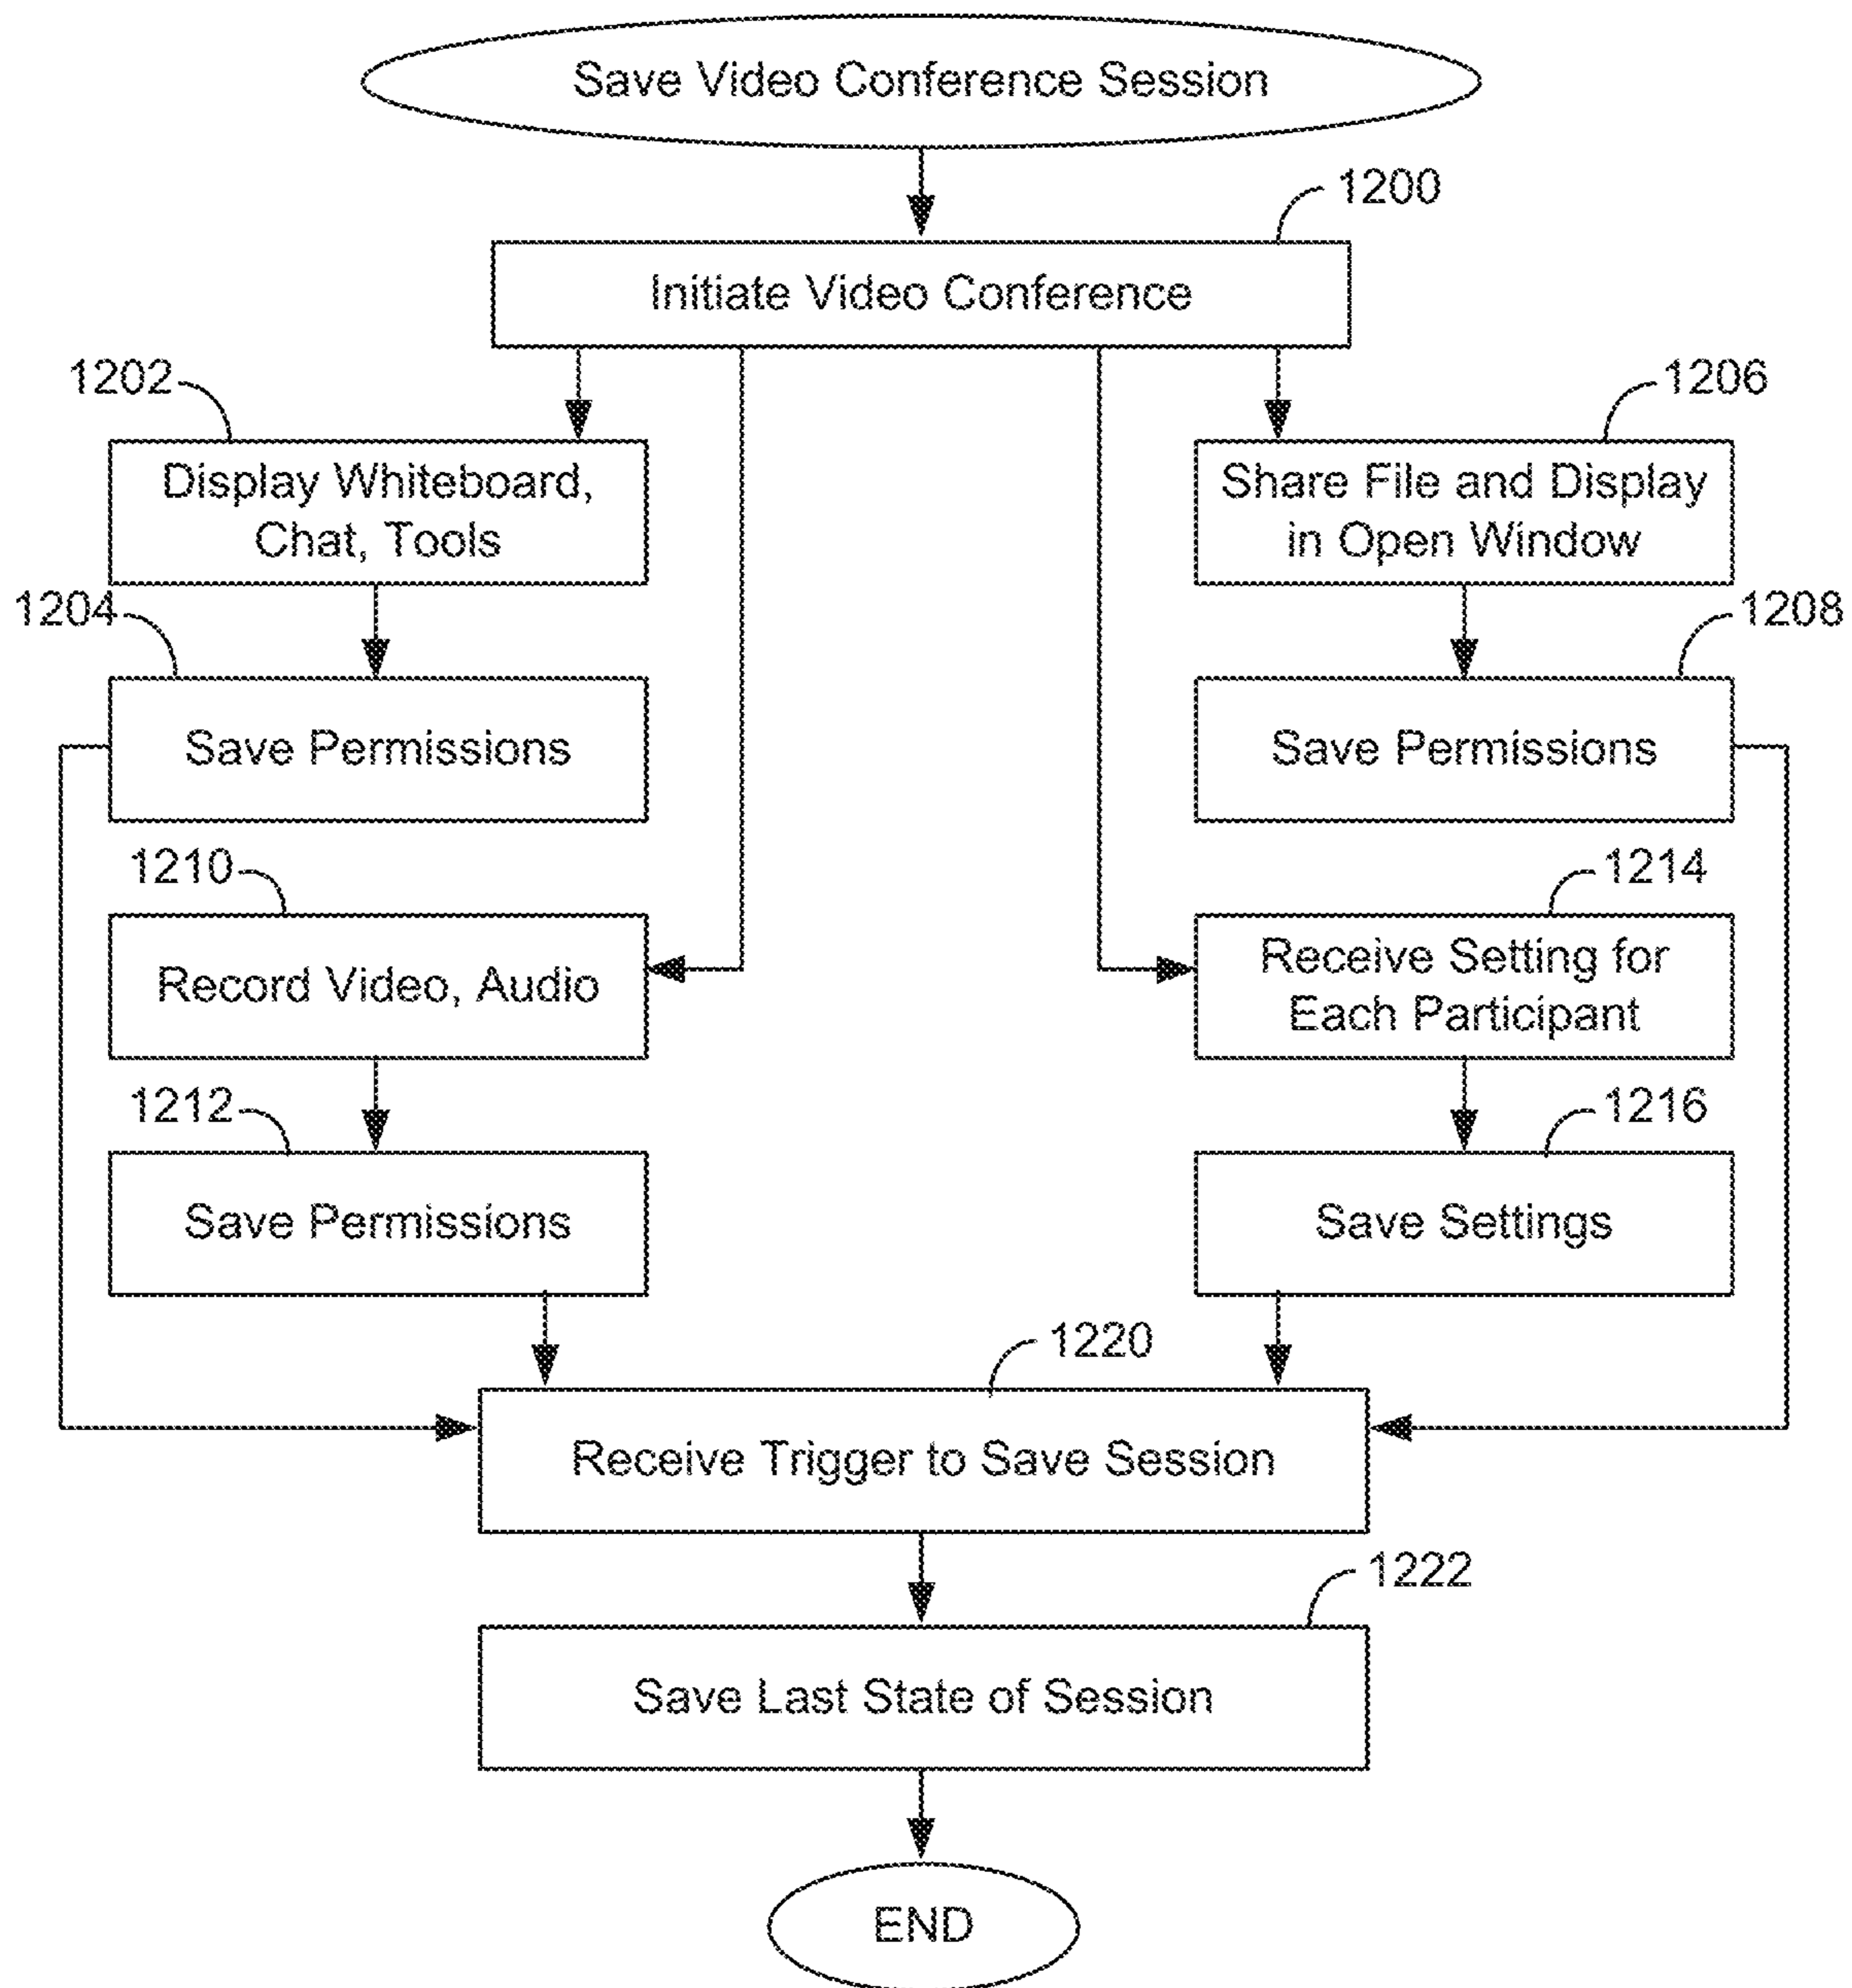 Save Video Conference Session
1200
Initiate Video Conference
1202
1206
Display Whiteboard,
Chat, Tools
Share File and Display
in Open Window
1204
1208
Save Permissions
Save Permissions
1210
1214
Record Video, Audio
Receive Setting for
Each Participant
1212
1216
Save Permissions
Save Settings
1220
Receive Trigger to Save Session
1222
Save Last State of Session
END